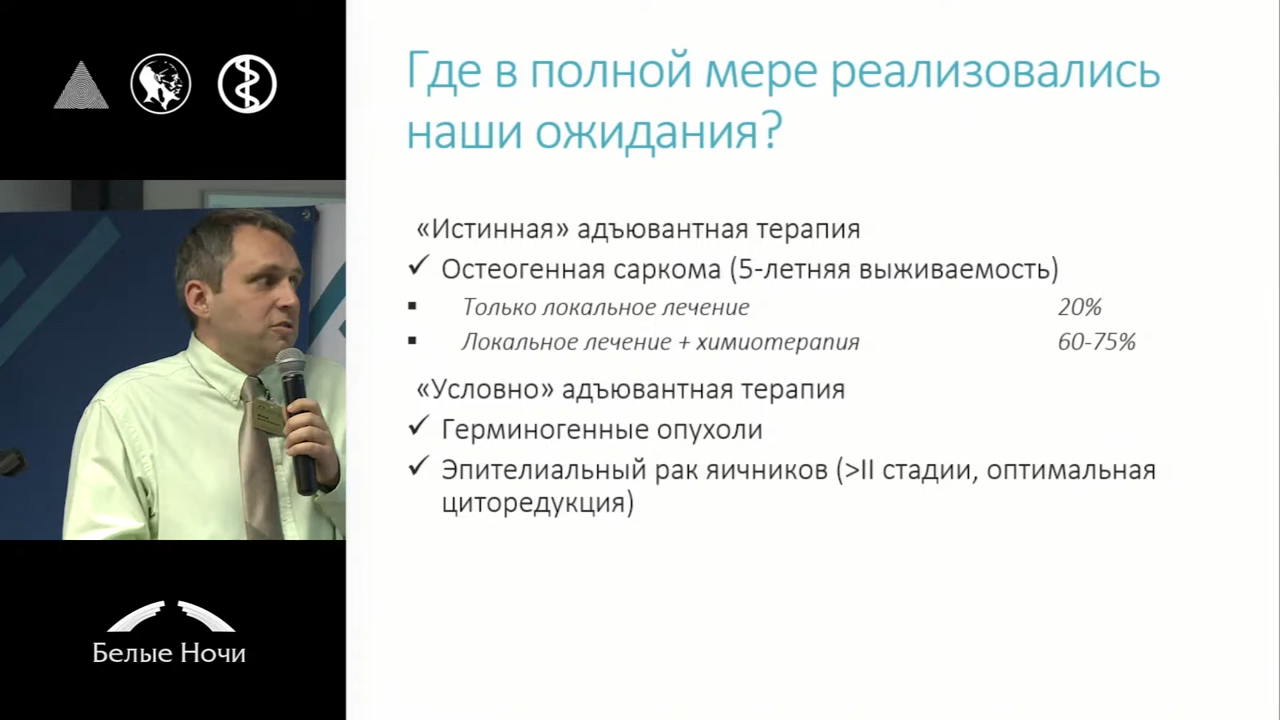 Где в полной мере реализовались
наши ожидания?
«Истинная» адъювантная терапия
Остеогенная саркома (5-летняя выживаемость)
Только локальное лечение 20%
Локальное лечение + химиотерапия 60-75%
«Условно» адъювантная терапия
Герминогенные опухоли
Эпителиальный рак яичников (>II стадии, оптимальная
циторедукция)
Белые Ночи